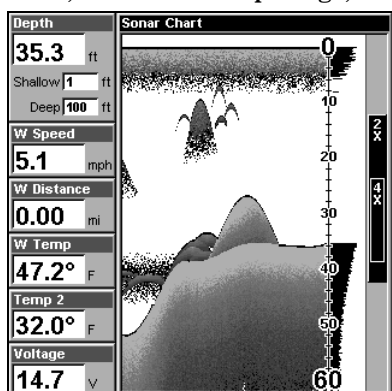 Depth
35.3 ft
Shallow 1 ft
Deep 100 ft
W Speed
5.1 mph
W Distance
0.00 mi
W Temp
47.2° F
Temp 2
32.0° F
Voltage
14.7 V
Sonar Chart
0
10
20
30
40
50
60
2X
4X